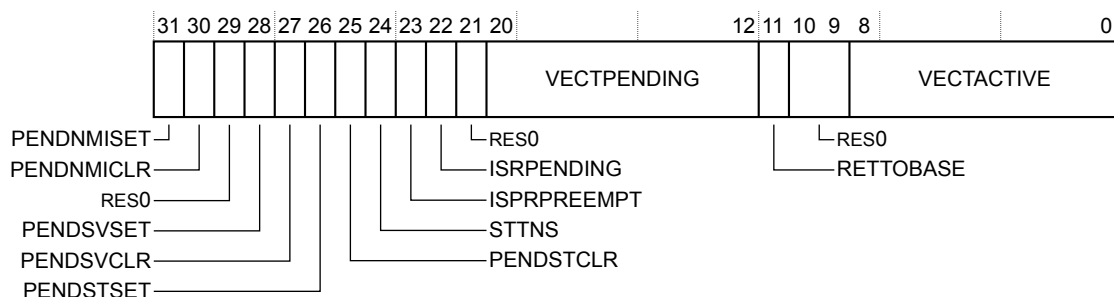 31 30 29 28 27 26 25 24 23 22 21 20 12 11 10 9 8 0
VECTPENDING VECTACTIVE
PENDNMISET RES0 RES0
PENDNMICLR ISRPENDING RETTOBASE
RES0 ISPRPREEMPT
PENDSVSET STTNS
PENDSVCLR PENDSTCLR
PENDSTSET